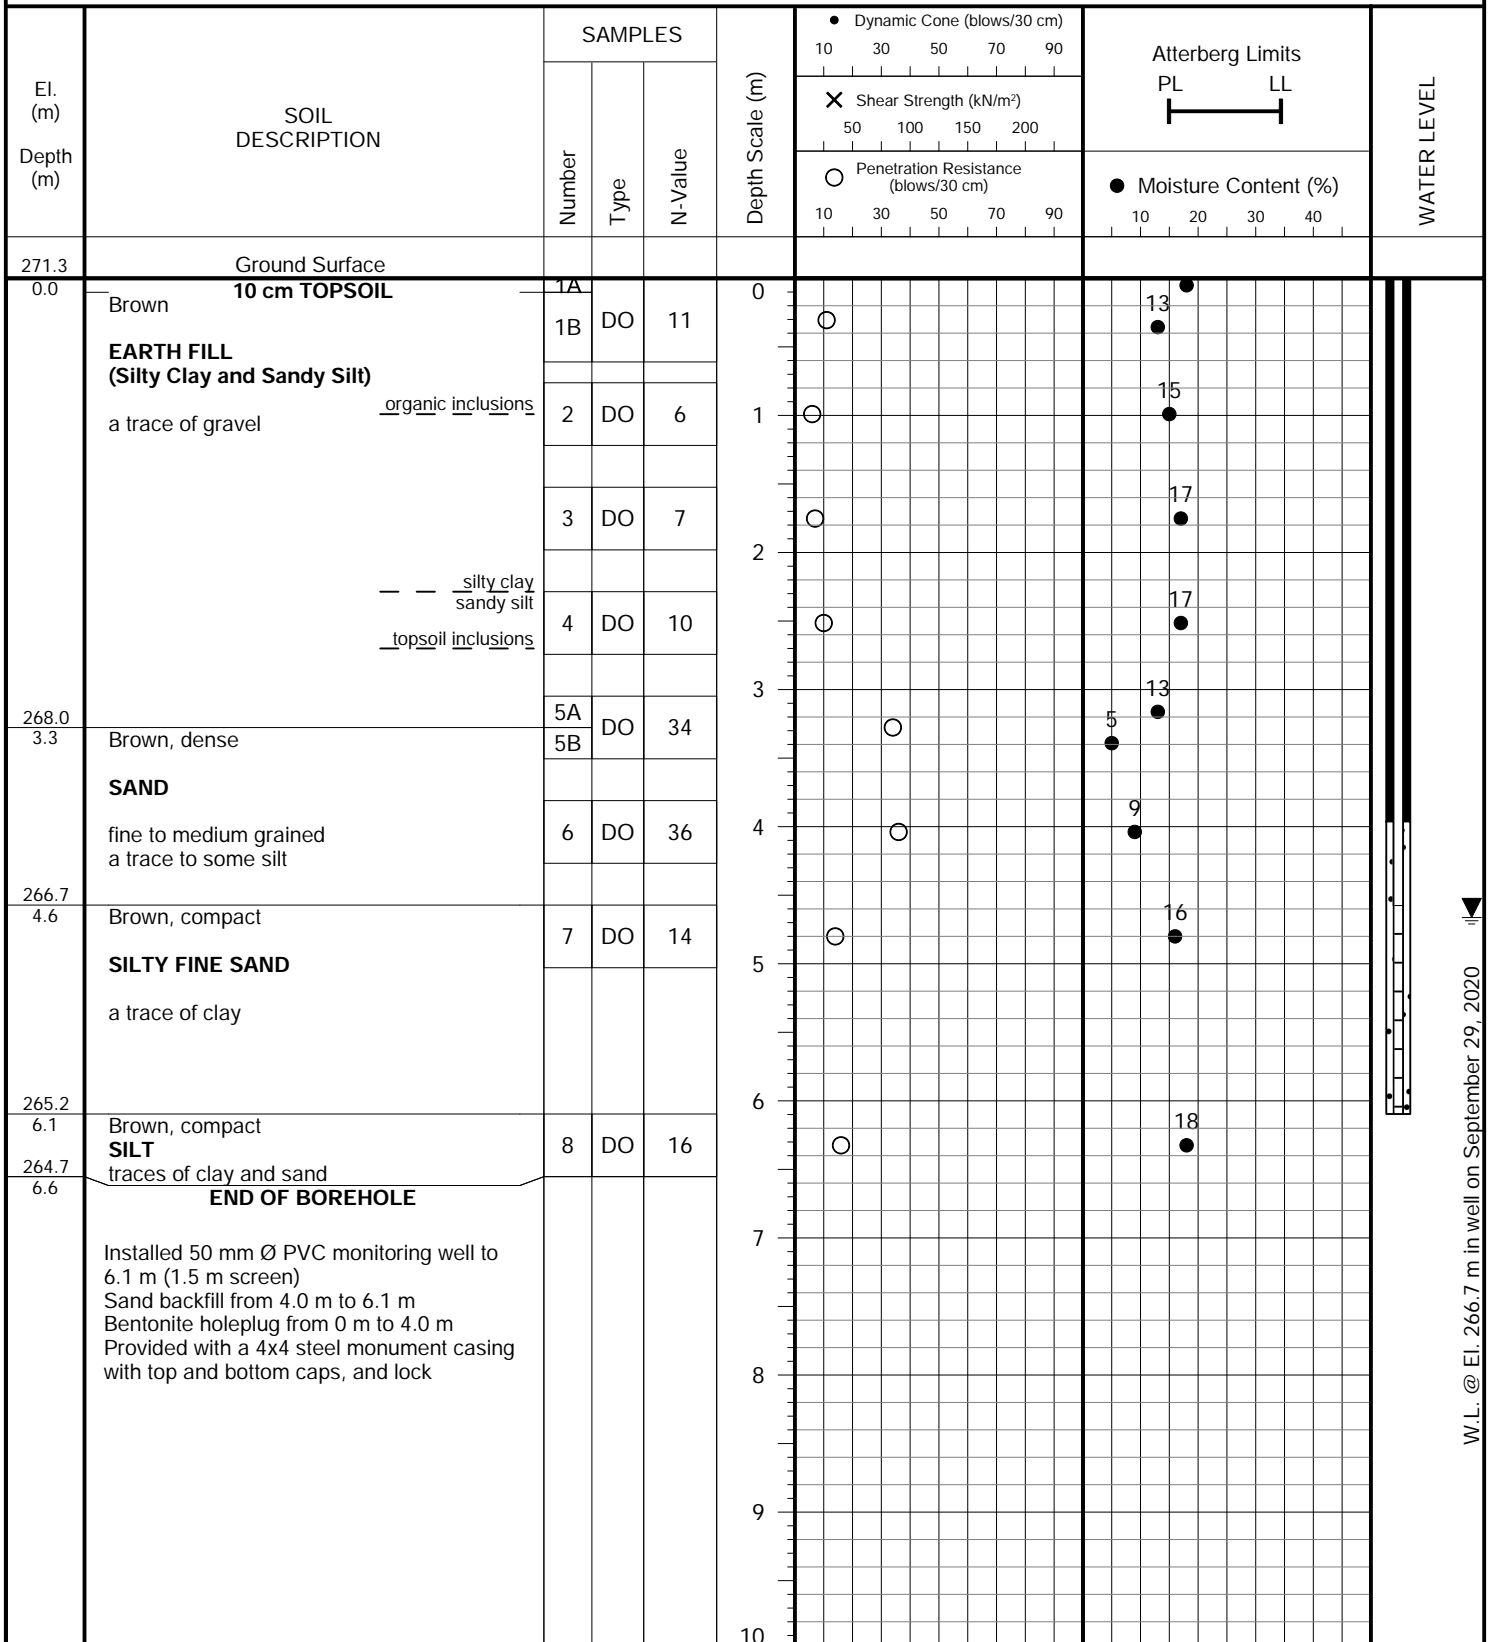 El.
(m)
Depth
(m)
SOIL
DESCRIPTION
SAMPLES
Number
Type
N-Value
Depth Scale (m)
Dynamic Cone (blows/30 cm)
10 30 50 70 90
Shear Strength (kN/m²)
50 100 150 200
Penetration Resistance
(blows/30 cm)
10 30 50 70 90
Atterberg Limits
PL LL
Moisture Content (%)
10 20 30 40
WATER LEVEL
271.3
Ground Surface
0.0
10 cm TOPSOIL
1A
0
Brown
13
1B DO 11
EARTH FILL
(Silty Clay and Sandy Silt)
15
organic inclusions
a trace of gravel
2 DO 6
1
17
3 DO 7
2
silty clay
sandy silt
17
4 DO 10
topsoil inclusions
3
13
5A
268.0
5
DO 34
3.3
Brown, dense
5B
SAND
9
4
fine to medium grained
6 DO 36
a trace to some silt
266.7
4.6
Brown, compact
16
7 DO 14
SILTY FINE SAND
5
a trace of clay
265.2
6
6.1
Brown, compact
18
SILT
8 DO 16
264.7
traces of clay and sand
6.6
END OF BOREHOLE
7
Installed 50 mm Ø PVC monitoring well to
6.1 m (1.5 m screen)
Sand backfill from 4.0 m to 6.1 m
Bentonite holeplug from 0 m to 4.0 m
Provided with a 4x4 steel monument casing
with top and bottom caps, and lock
8
9
10
W.L. @ El. 266.7 m in well on September 29, 2020